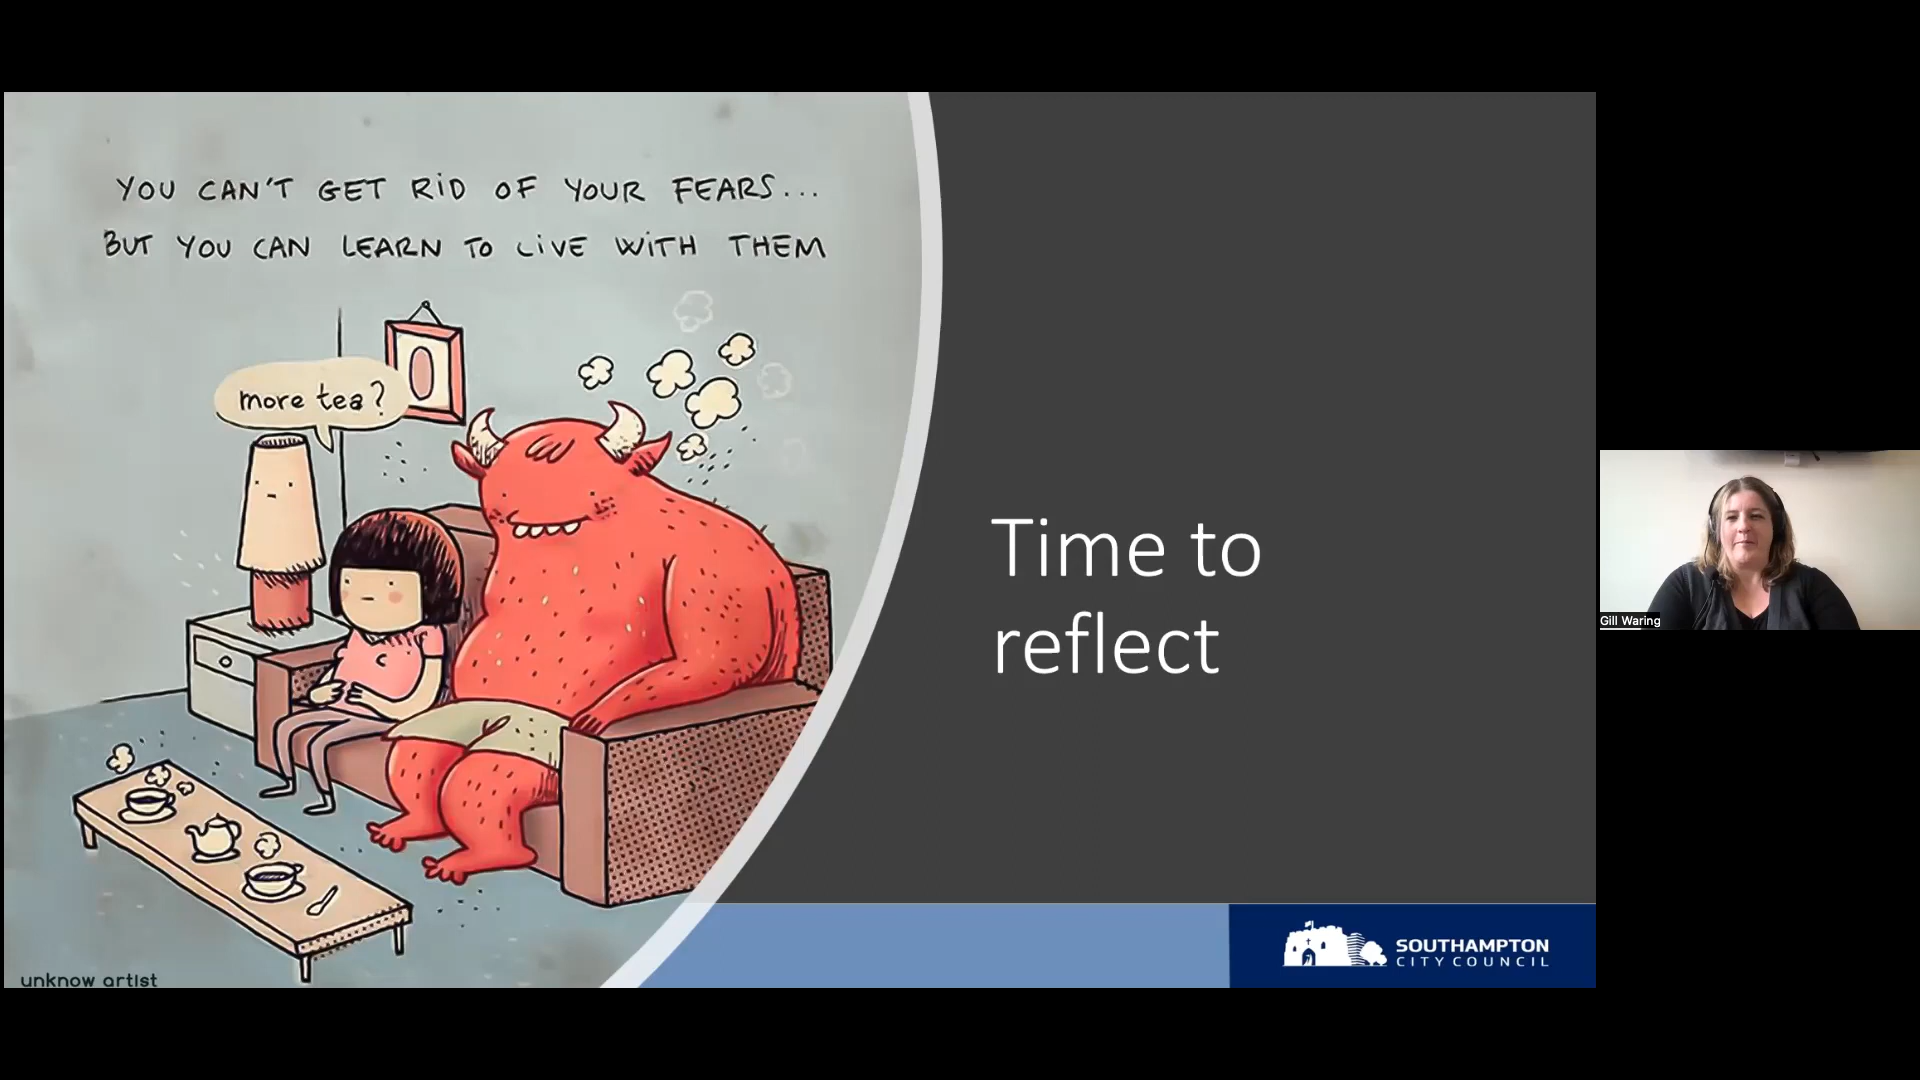 YOU CAN'T GET RID OF YOUR FEARS...
BUT YOU CAN LEARN TO LIVE WITH THEM
more tea?
unknow artist
Time to
reflect
SOUTHAMPTON
CITY COUNCIL
Gill Waring